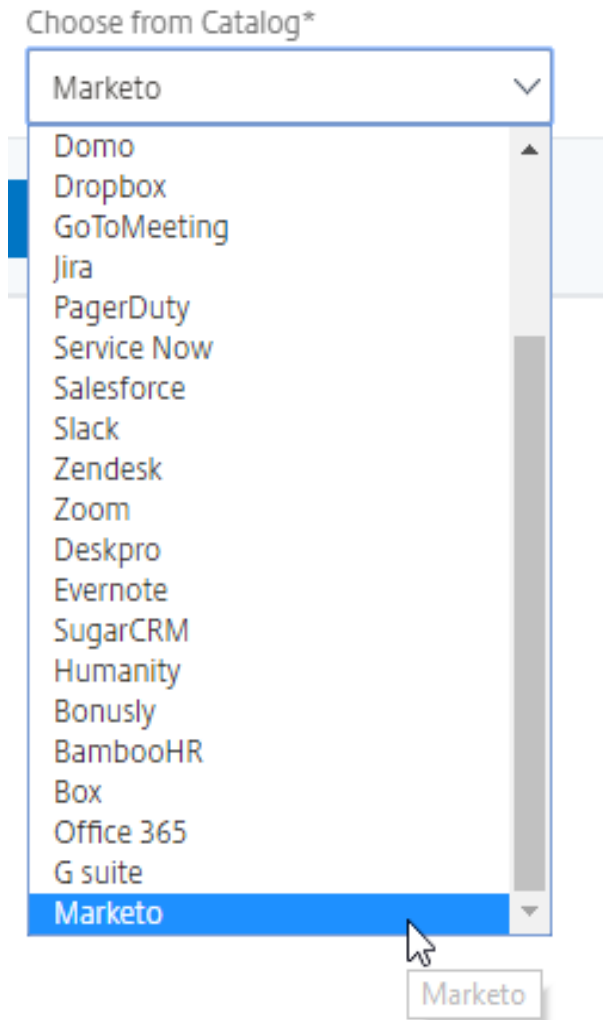 Choose from Catalog*
Marketo
Domo
Dropbox
GoToMeeting
Jira
PagerDuty
Service Now
Salesforce
Slack
Zendesk
Zoom
Deskpro
Evernote
SugarCRM
Humanity
Bonusly
BambooHR
Box
Office 365
G suite
Marketo
Marketo